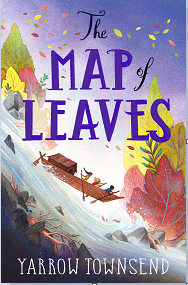 The
MAP of
LEAVES
YARROW TOWNSEND